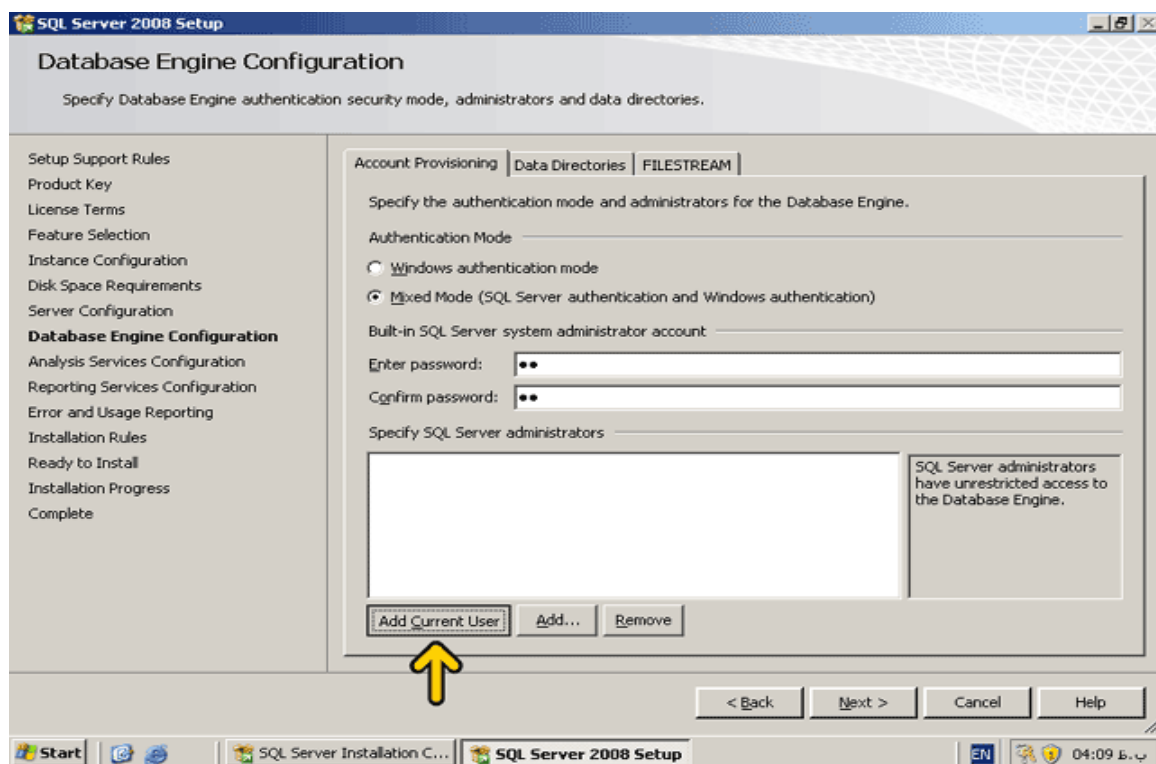 SQL Server 2008 Setup
Database Engine Configuration
Specify Database Engine authentication security mode, administrators and data directories.
Setup Support Rules
Product Key
License Terms
Feature Selection
Instance Configuration
Disk Space Requirements
Server Configuration
Database Engine Configuration
Analysis Services Configuration
Reporting Services Configuration
Error and Usage Reporting
Installation Rules
Ready to Install
Installation Progress
Complete
Account Provisioning Data Directories FILESTREAM
Specify the authentication mode and administrators for the Database Engine.
Authentication Mode
Windows authentication mode
Mixed Mode (SQL Server authentication and Windows authentication)
Built-in SQL Server system administrator account
Enter password: ●●
Confirm password: ●●
Specify SQL Server administrators
SQL Server administrators
have unrestricted access to
the Database Engine.
Add Current User Add... Remove
< Back Next > Cancel Help
Start SQL Server Installation C... SQL Server 2008 Setup EN 04:09 ب.ظ